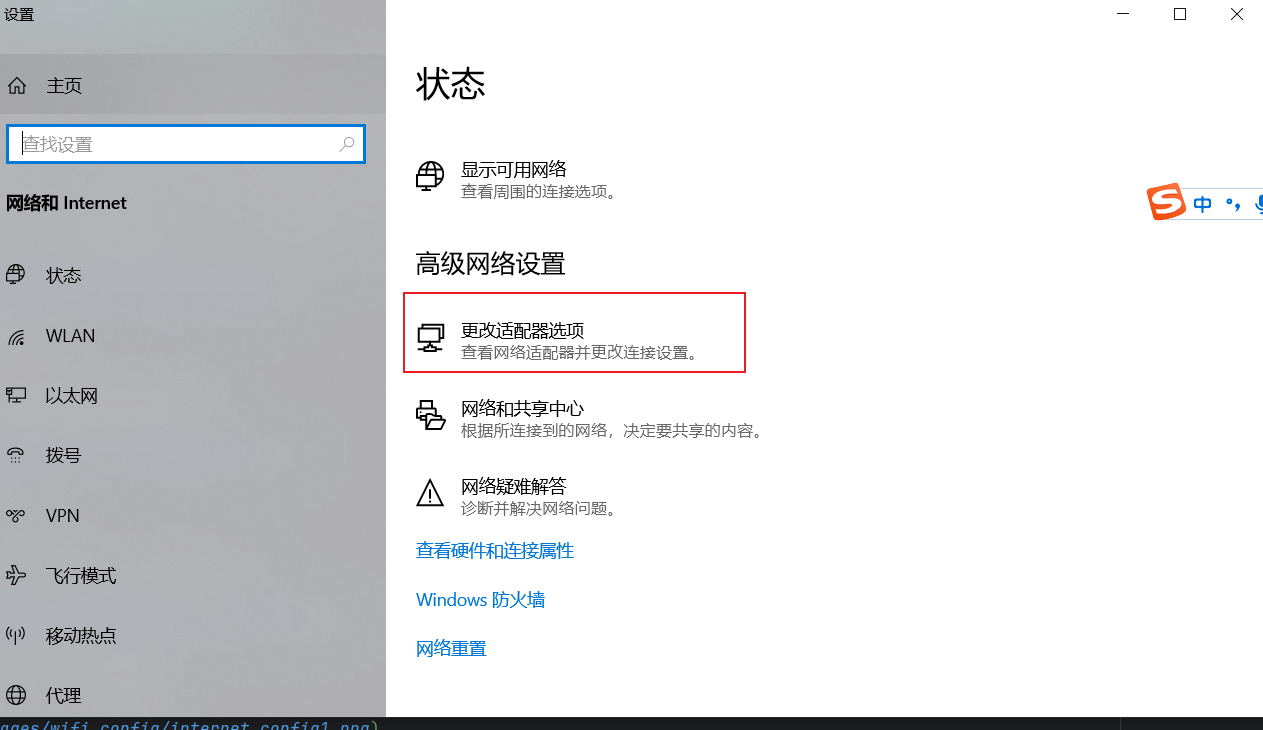 设置
主页
查找设置
网络和 Internet
状态
WLAN
以太网
拨号
VPN
飞行模式
移动热点
代理
状态
显示可用网络
查看周围的连接选项。
高级网络设置
更改适配器选项
查看网络适配器并更改连接设置。
网络和共享中心
根据所连接到的网络，决定要共享的内容。
网络疑难解答
诊断并解决网络问题。
查看硬件和连接属性
Windows 防火墙
网络重置
S 中 °，
ages/wifi_config/internet_config1.png)